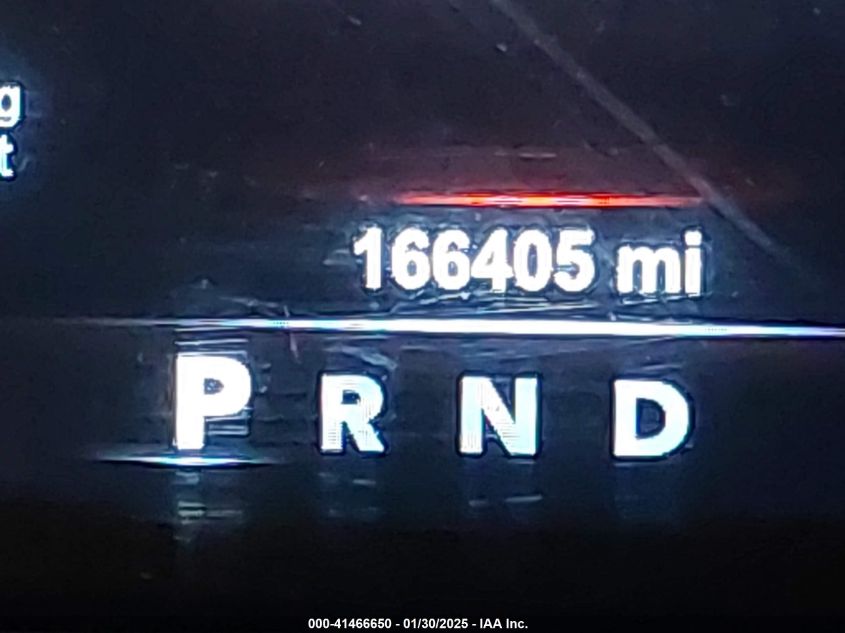 g
t
166405 mi
P R N D
000-41466650 - 01/30/2025 - IAA Inc.